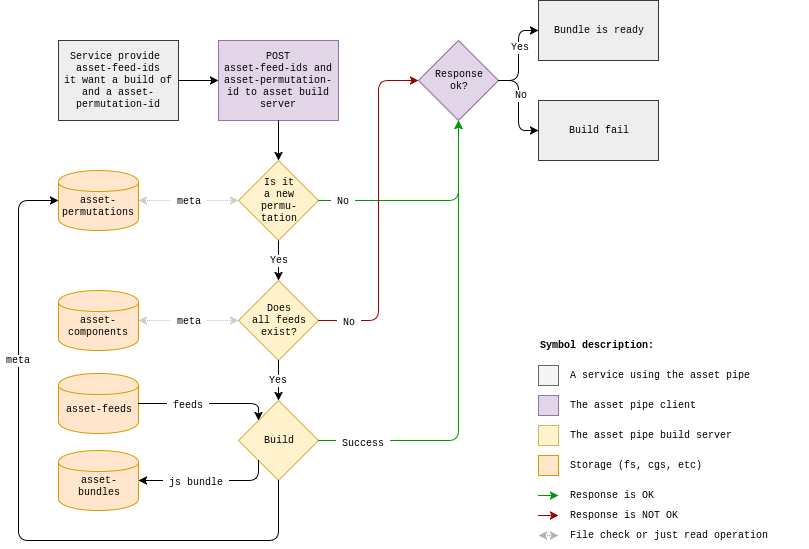 Service provide
asset-feed-ids
it want a build of
and a asset-
permutation-id
POST
asset-feed-ids and
asset-permutation-
id to asset build
server
Response
ok?
Yes
No
Bundle is ready
Build fail
asset-
permutations
meta
Is it
a new
permu-
tation
No
Yes
asset-
components
meta
Does
all feeds
exist?
No
Yes
meta
asset-feeds
feeds
Build
Success
asset-
bundles
js bundle
Symbol description:
A service using the asset pipe
The asset pipe client
The asset pipe build server
Storage (fs, cgs, etc)
Response is OK
Response is NOT OK
File check or just read operation